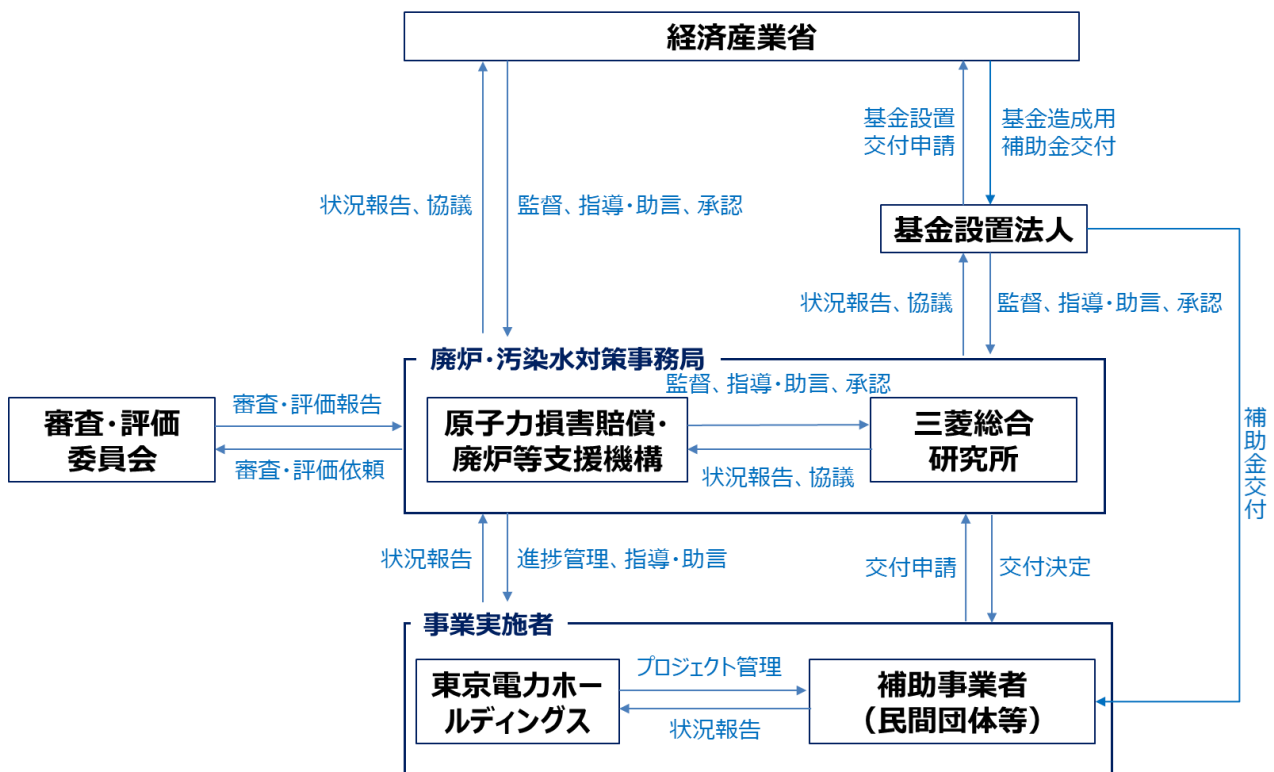 経済産業省
基金設置
交付申請
基金造成用
補助金交付
状況報告、協議
監督、指導・助言、承認
基金設置法人
状況報告、協議
監督、指導・助言、承認
廃炉・汚染水対策事務局
監督、指導・助言、承認
審査・評価
委員会
審査・評価報告
審査・評価依頼
原子力損害賠償・
廃炉等支援機構
状況報告、協議
三菱総合
研究所
補助金交付
状況報告
進捗管理、指導・助言
交付申請
交付決定
事業実施者
東京電力ホー
ルディングス
プロジェクト管理
状況報告
補助事業者
（民間団体等）